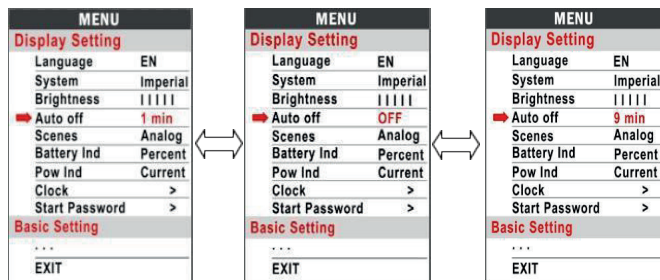 MENU
Display Setting
Language EN
System Imperial
Brightness | | | | |
Auto off 1 min
Scenes Analog
Battery Ind Percent
Pow Ind Current
Clock >
Start Password >
Basic Setting
. . .
EXIT
MENU
Display Setting
Language EN
System Imperial
Brightness | | | | |
Auto off OFF
Scenes Analog
Battery Ind Percent
Pow Ind Current
Clock >
Start Password >
Basic Setting
. . .
EXIT
MENU
Display Setting
Language EN
System Imperial
Brightness | | | | |
Auto off 9 min
Scenes Analog
Battery Ind Percent
Pow Ind Current
Clock >
Start Password >
Basic Setting
. . .
EXIT